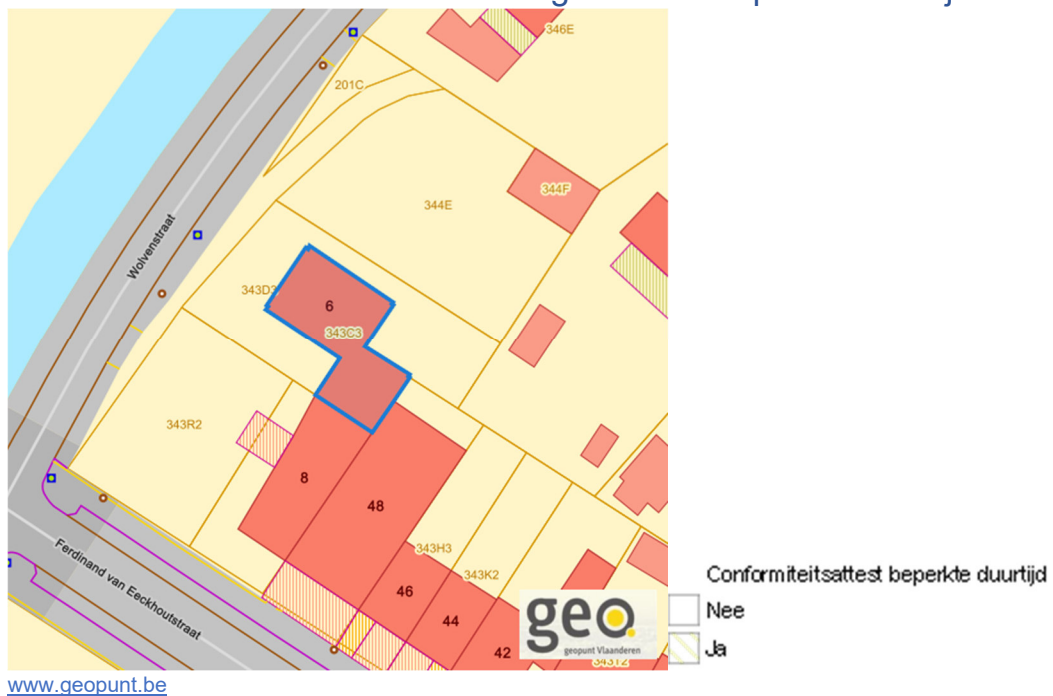 346E
201C
344F
344E
Wolvenstraat
343D3
6
343C3
343R2
8
48
343H3
343K2
46
44
42
Ferdinand van Eeckhoutstraat
geo
geopunt Vlaanderen
Conformiteitsattest beperkte duurtijd
Nee
Ja
www.geopunt.be